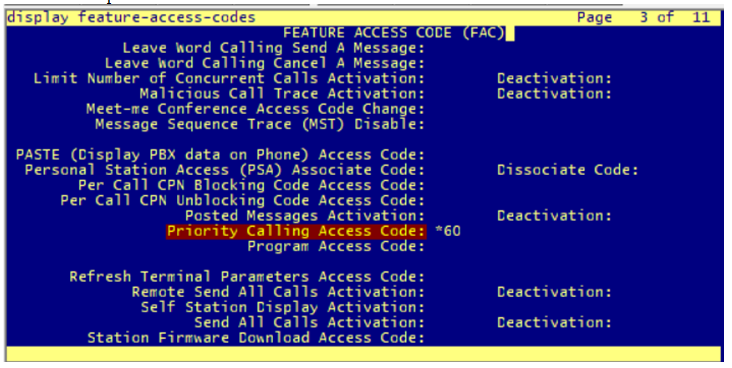 display feature-access-codes Page 3 of 11
FEATURE ACCESS CODE (FAC)
Leave Word Calling Send A Message:
Leave Word Calling Cancel A Message:
Limit Number of Concurrent Calls Activation: Deactivation:
Malicious Call Trace Activation: Deactivation:
Meet-me Conference Access Code Change:
Message Sequence Trace (MST) Disable:
PASTE (Display PBX data on Phone) Access Code:
Personal Station Access (PSA) Associate Code: Dissociate Code:
Per Call CPN Blocking Code Access Code:
Per Call CPN Unblocking Code Access Code:
Posted Messages Activation: Deactivation:
Priority Calling Access Code: *60
Program Access Code:
Refresh Terminal Parameters Access Code:
Remote Send All Calls Activation: Deactivation:
Self Station Display Activation:
Send All Calls Activation: Deactivation:
Station Firmware Download Access Code: